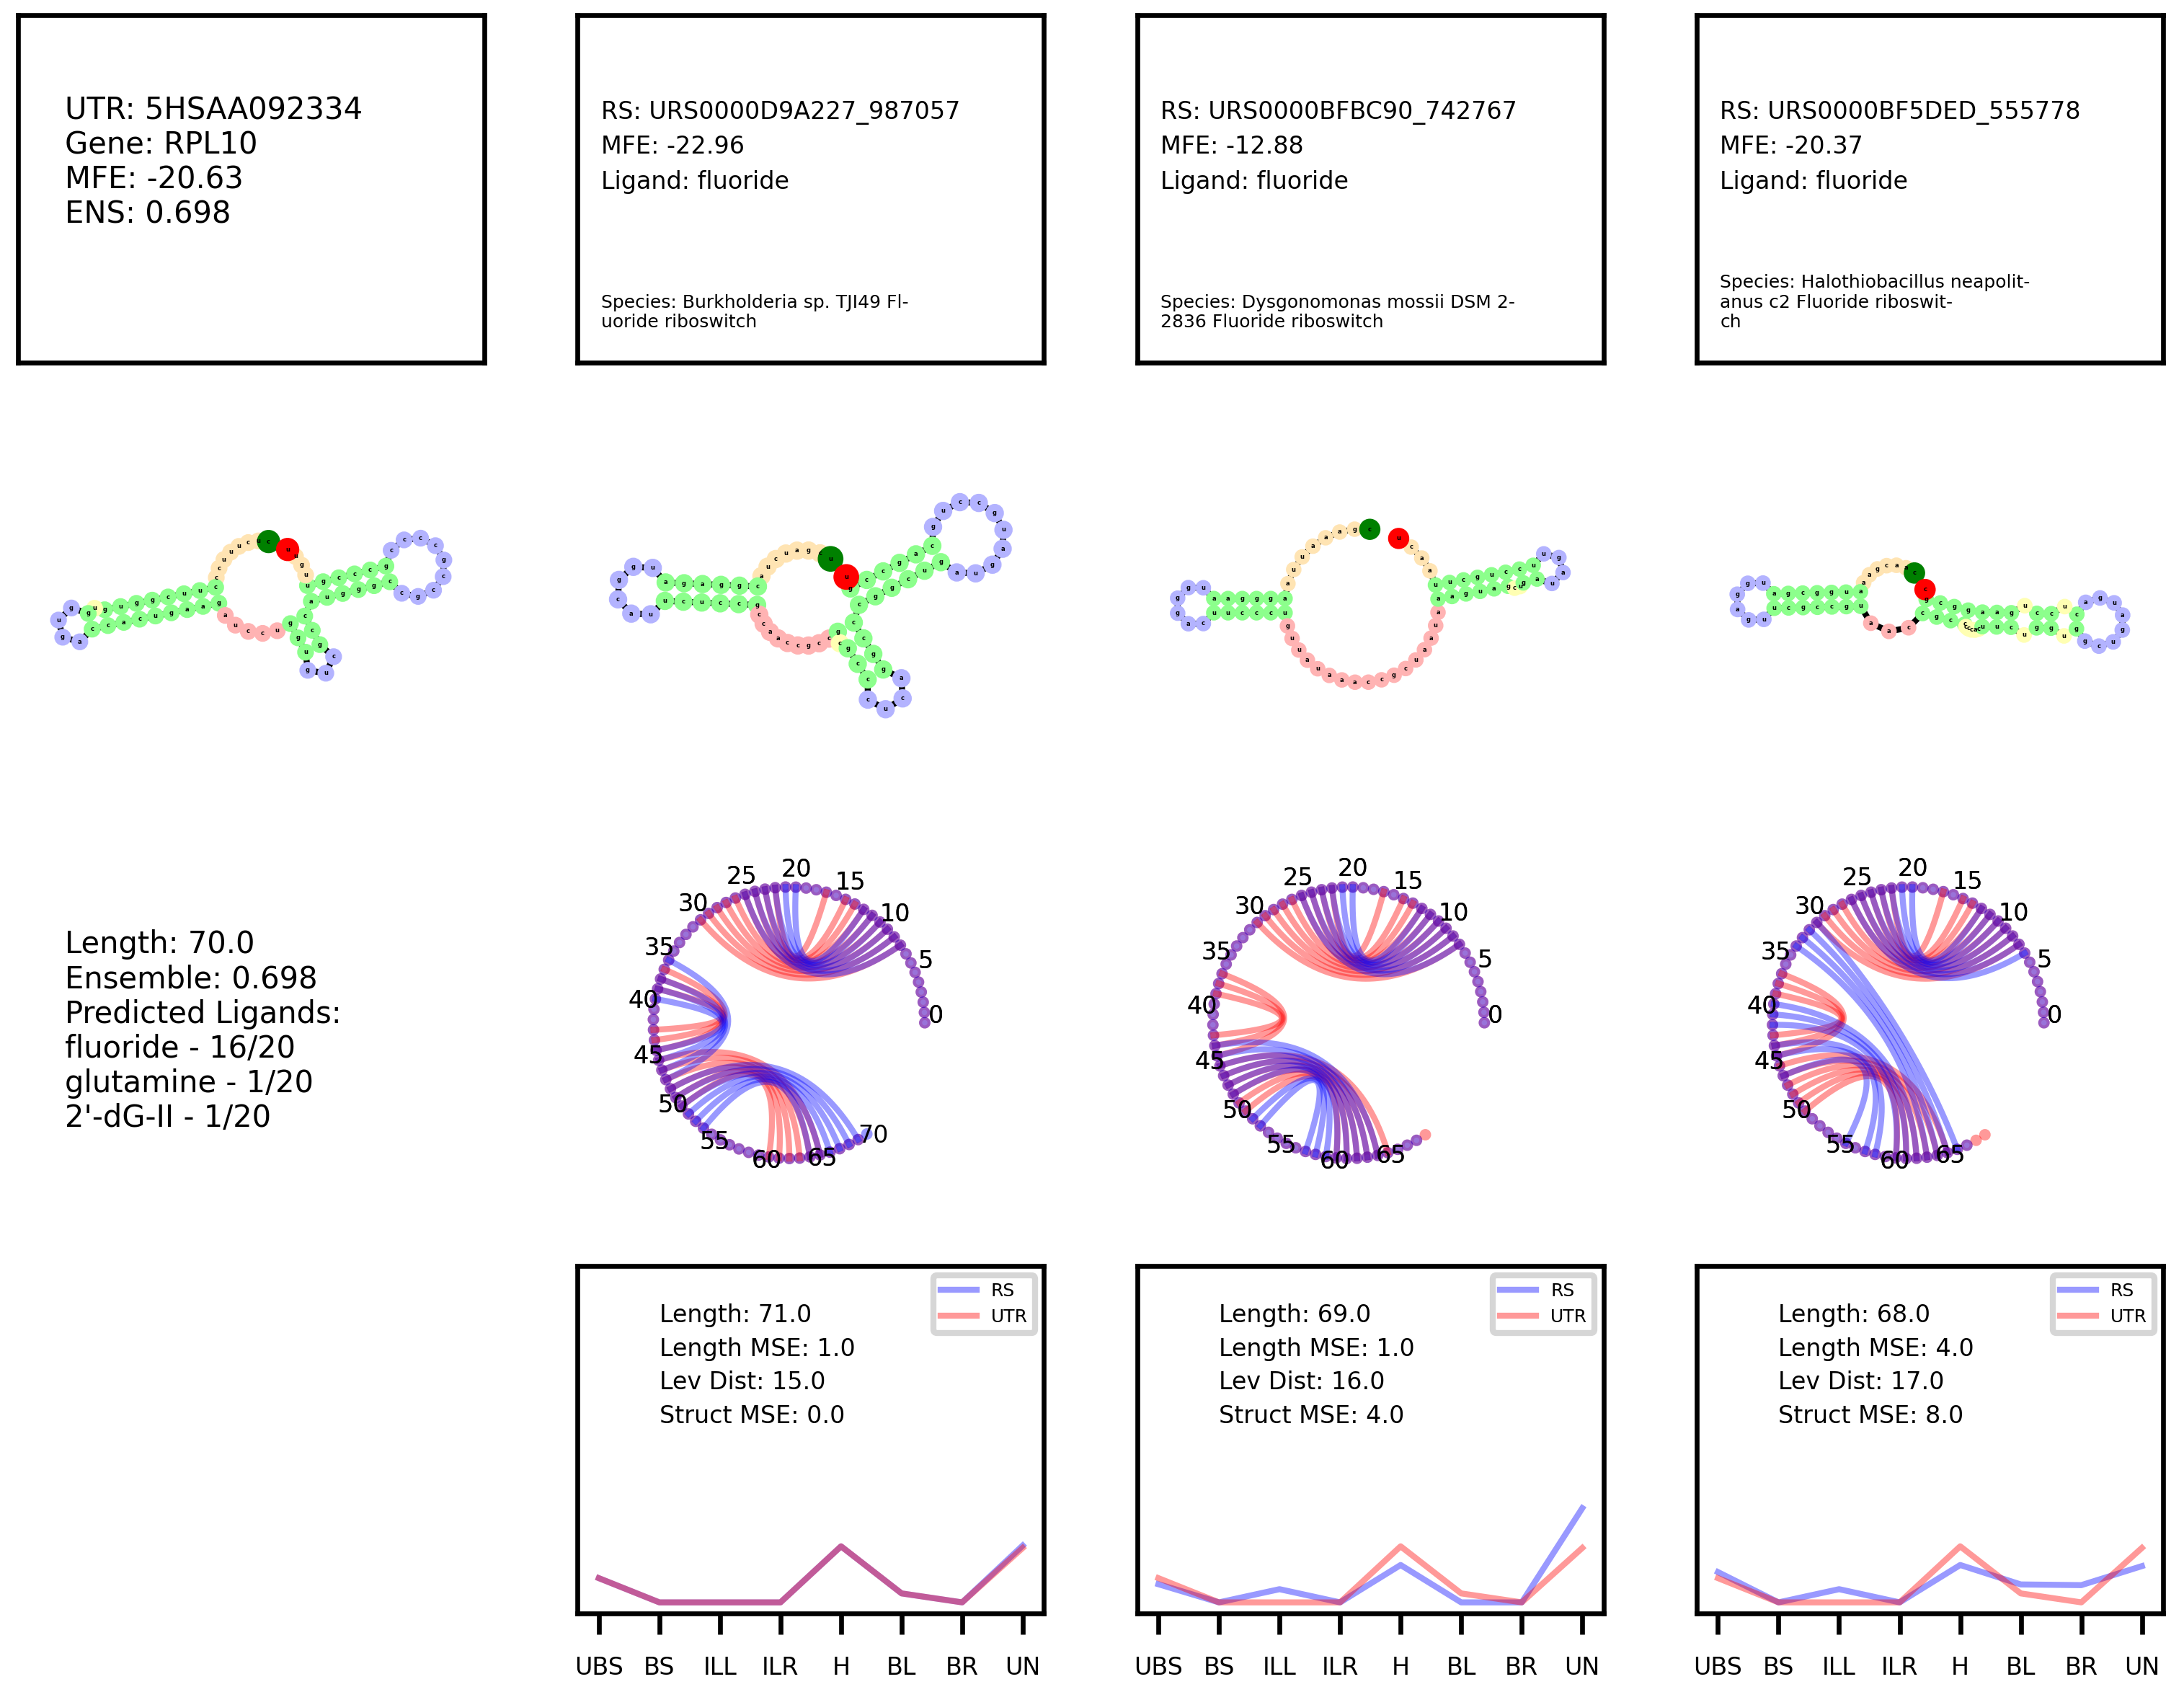 UTR: 5HSAA092334
Gene: RPL10
MFE: -20.63
ENS: 0.698
RS: URS0000D9A227_987057
MFE: -22.96
Ligand: fluoride
Species: Burkholderia sp. TJI49 Fl-
uoride riboswitch
RS: URS0000BFBC90_742767
MFE: -12.88
Ligand: fluoride
Species: Dysgonomonas mossii DSM 2-
2836 Fluoride riboswitch
RS: URS0000BF5DED_555778
MFE: -20.37
Ligand: fluoride
Species: Halothiobacillus neapolit-
anus c2 Fluoride riboswit-
ch
Length: 70.0
Ensemble: 0.698
Predicted Ligands:
fluoride - 16/20
glutamine - 1/20
2'-dG-II - 1/20
0
5
10
15
20
25
30
35
40
45
50
55
60
65
70
0
5
10
15
20
25
30
35
40
45
50
55
60
65
0
5
10
15
20
25
30
35
40
45
50
55
60
65
RS
UTR
Length: 71.0
Length MSE: 1.0
Lev Dist: 15.0
Struct MSE: 0.0
UBS BS ILL ILR H BL BR UN
RS
UTR
Length: 69.0
Length MSE: 1.0
Lev Dist: 16.0
Struct MSE: 4.0
UBS BS ILL ILR H BL BR UN
RS
UTR
Length: 68.0
Length MSE: 4.0
Lev Dist: 17.0
Struct MSE: 8.0
UBS BS ILL ILR H BL BR UN